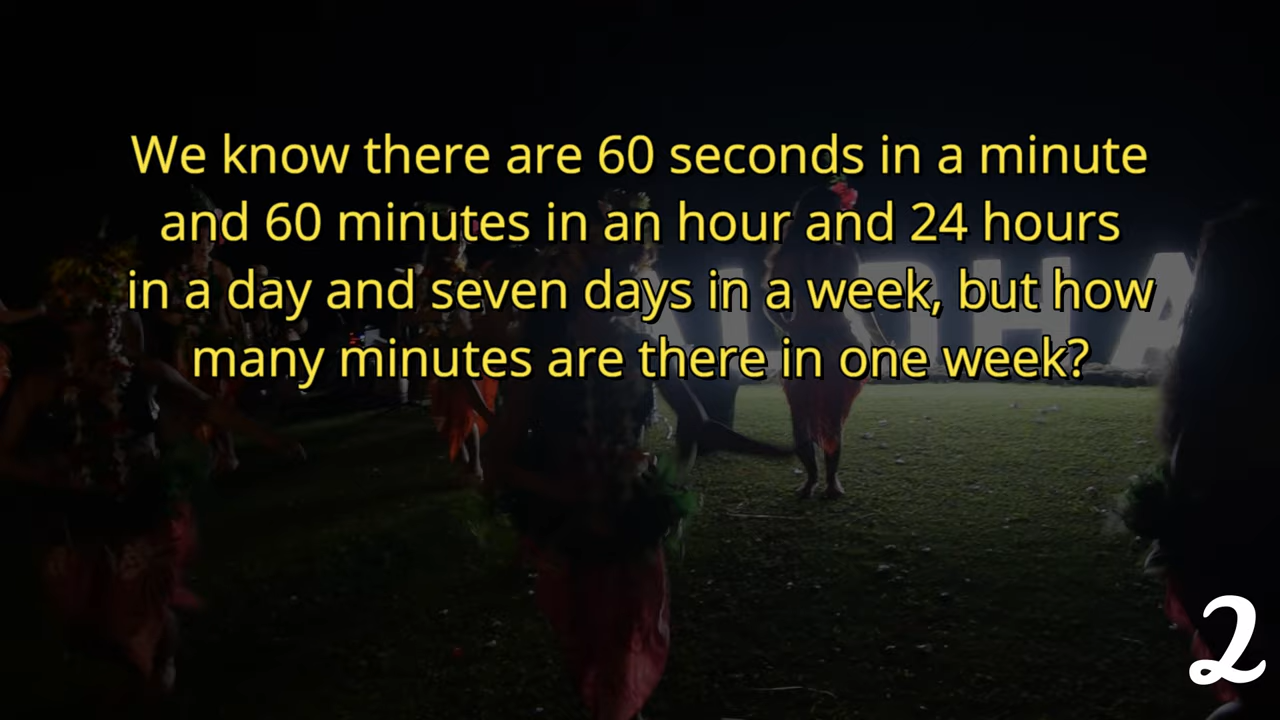 We know there are 60 seconds in a minute
and 60 minutes in an hour and 24 hours
in a day and seven days in a week, but how
many minutes are there in one week?
ALOHA
2